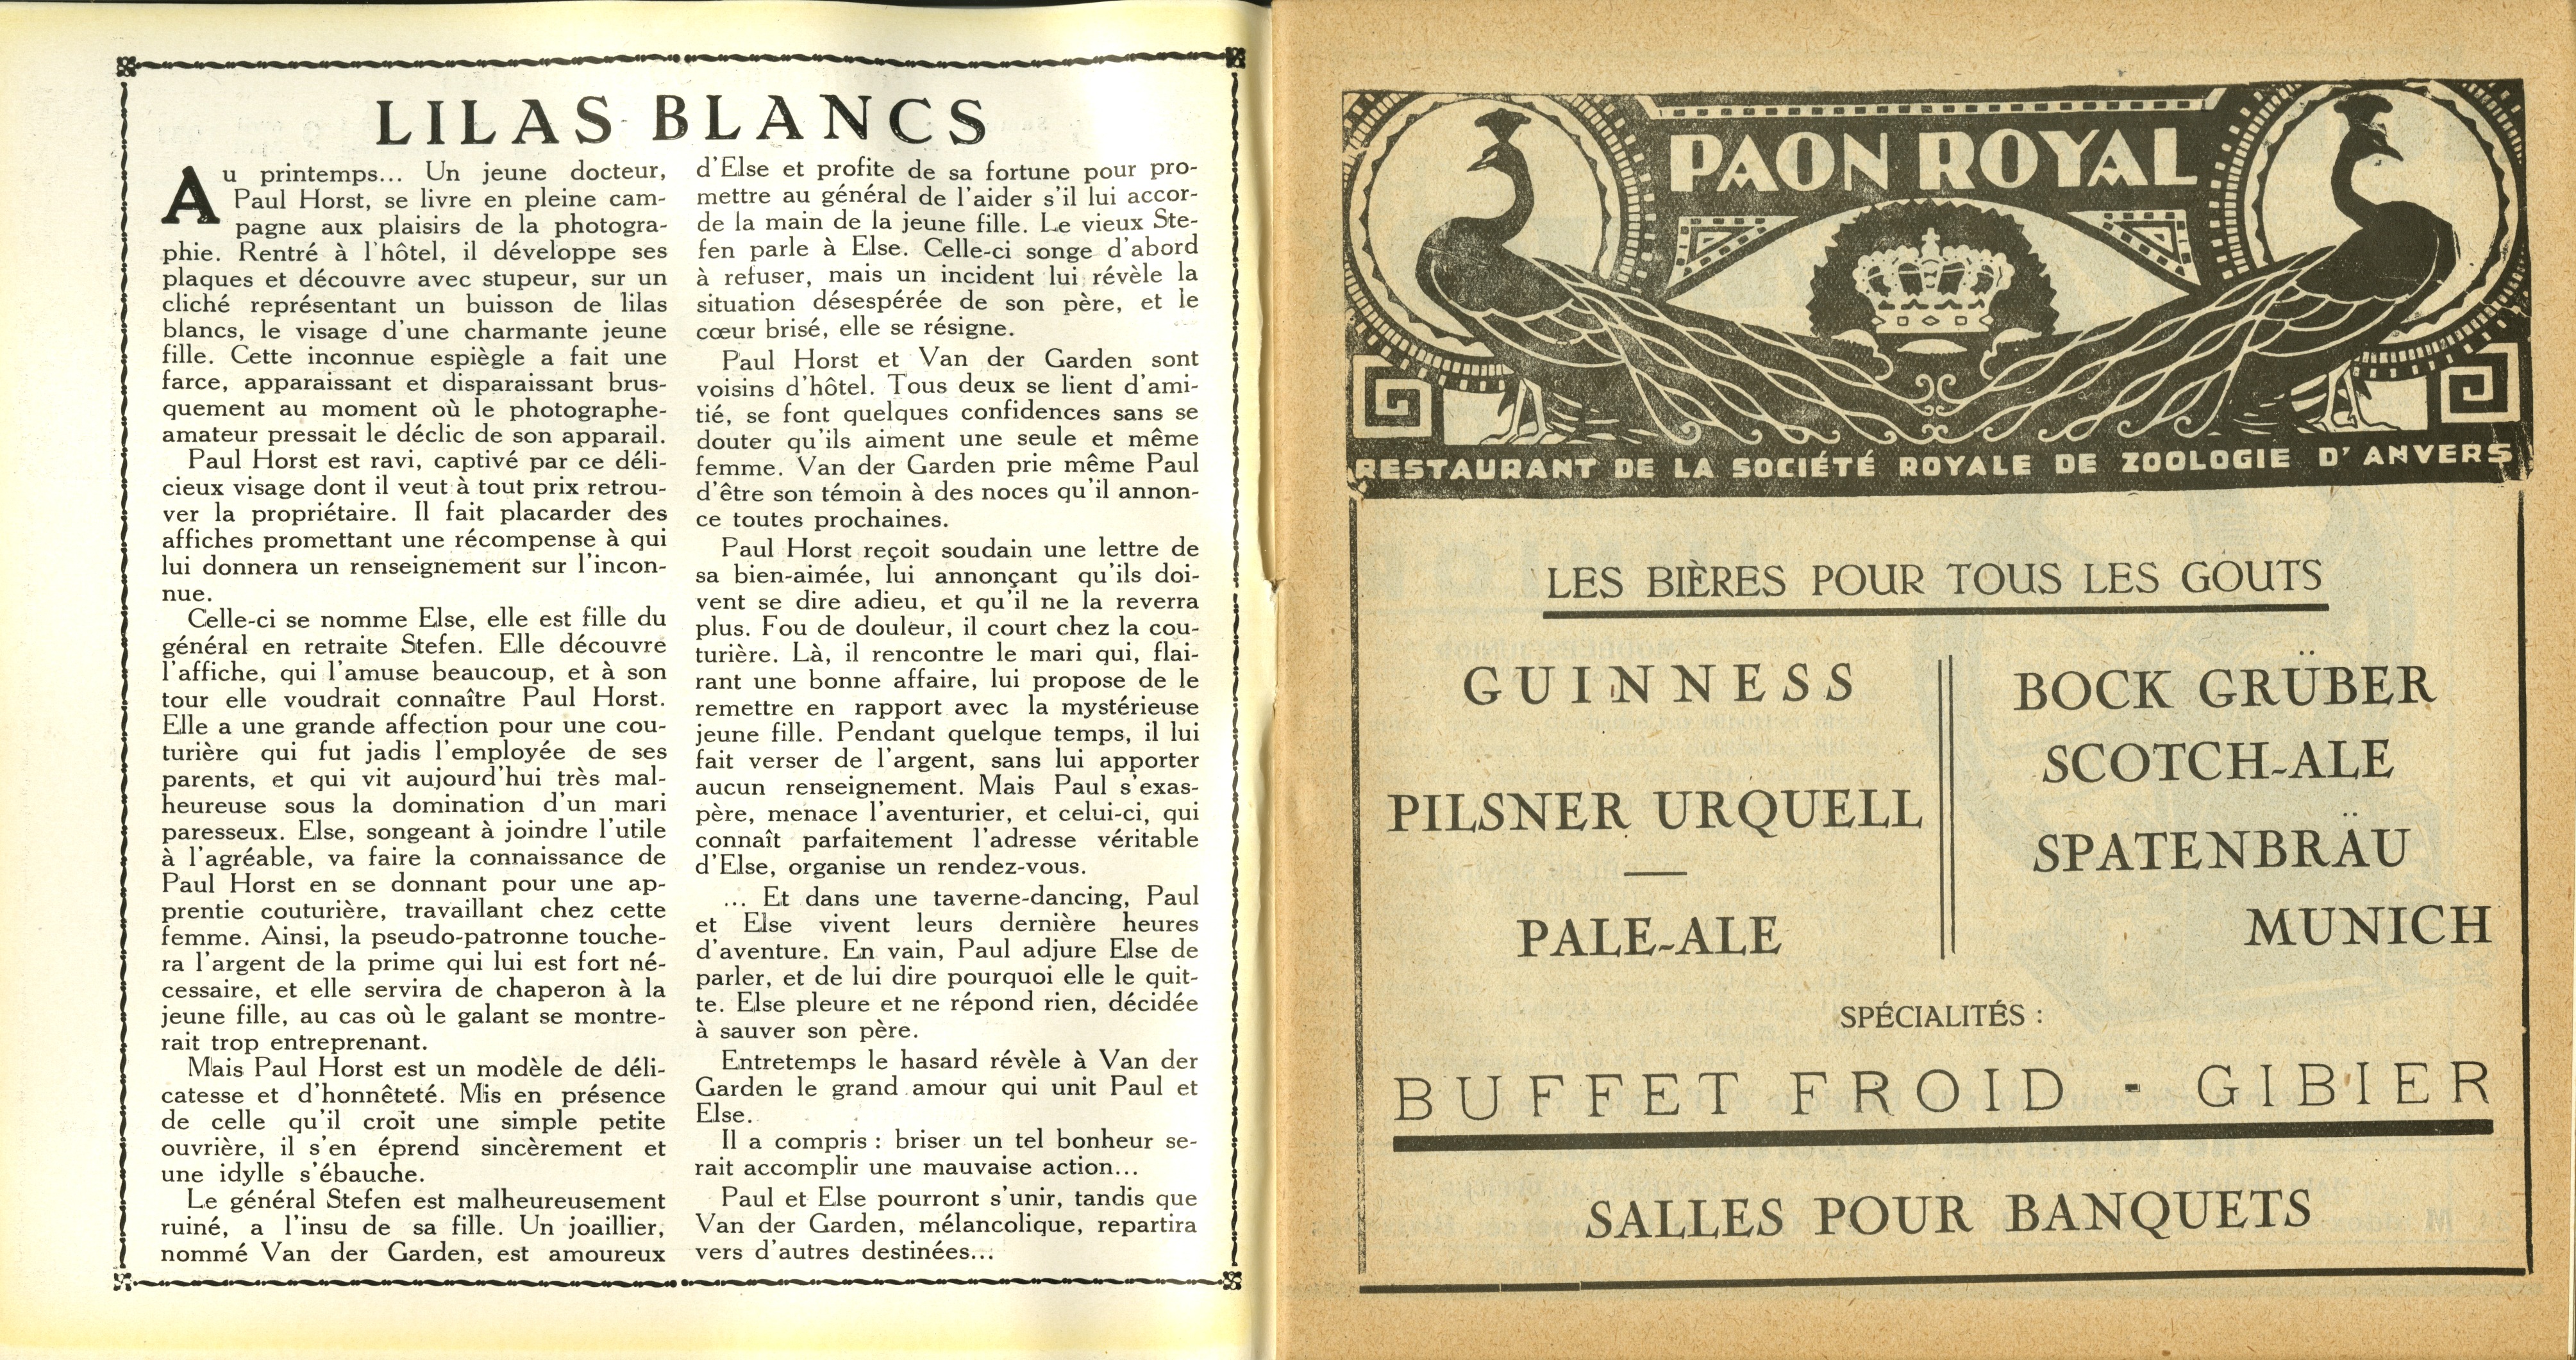 LILAS BLANCS
Au printemps... Un jeune docteur,
Paul Horst, se livre en pleine cam-
pagne aux plaisirs de la photogra-
phie. Rentré à l'hôtel, il développe ses
plaques et découvre avec stupeur, sur un
cliché représentant un buisson de lilas
blancs, le visage d'une charmante jeune
fille. Cette inconnue espiègle a fait une
farce, apparaissant et disparaissant brus-
quement au moment où le photographe-
amateur pressait le déclic de son apparail.
Paul Horst est ravi, captivé par ce déli-
cieux visage dont il veut à tout prix retrou-
ver la propriétaire. Il fait placarder des
affiches promettant une récompense à qui
lui donnera un renseignement sur l'incon-
nue.
Celle-ci se nomme Else, elle est fille du
général en retraite Stefen. Elle découvre
l'affiche, qui l'amuse beaucoup, et à son
tour elle voudrait connaître Paul Horst.
Elle a une grande affection pour une cou-
turière qui fut jadis l'employée de ses
parents, et qui vit aujourd'hui très mal-
heureuse sous la domination d'un mari
paresseux. Else, songeant à joindre l'utile
à l'agréable, va faire la connaissance de
Paul Horst en se donnant pour une ap-
prentie couturière, travaillant chez cette
femme. Ainsi, la pseudo-patronne touche-
ra l'argent de la prime qui lui est fort né-
cessaire, et elle servira de chaperon à la
jeune fille, au cas où le galant se montre-
rait trop entreprenant.
Mais Paul Horst est un modèle de déli-
catesse et d'honnêteté. Mis en présence
de celle qu'il croit une simple petite
ouvrière, il s'en éprend sincèrement et
une idylle s'ébauche.
Le général Stefen est malheureusement
ruiné, a l'insu de sa fille. Un joaillier,
nommé Van der Garden, est amoureux
d'Else et profite de sa fortune pour pro-
mettre au général de l'aider s'il lui accor-
de la main de la jeune fille. Le vieux Ste-
fen parle à Else. Celle-ci songe d'abord
à refuser, mais un incident lui révèle la
situation désespérée de son père, et le
cœur brisé, elle se résigne.
Paul Horst et Van der Garden sont
voisins d'hôtel. Tous deux se lient d'ami-
tié, se font quelques confidences sans se
douter qu'ils aiment une seule et même
femme. Van der Garden prie même Paul
d'être son témoin à des noces qu'il annon-
ce toutes prochaines.
Paul Horst reçoit soudain une lettre de
sa bien-aimée, lui annonçant qu'ils doi-
vent se dire adieu, et qu'il ne la reverra
plus. Fou de douleur, il court chez la cou-
turière. Là, il rencontre le mari qui, flai-
rant une bonne affaire, lui propose de le
remettre en rapport avec la mystérieuse
jeune fille. Pendant quelque temps, il lui
fait verser de l'argent, sans lui apporter
aucun renseignement. Mais Paul s'exas-
père, menace l'aventurier, et celui-ci, qui
connaît parfaitement l'adresse véritable
d'Else, organise un rendez-vous.
... Et dans une taverne-dancing, Paul
et Else vivent leurs dernière heures
d'aventure. En vain, Paul adjure Else de
parler, et de lui dire pourquoi elle le quit-
te. Else pleure et ne répond rien, décidée
à sauver son père.
Entretemps le hasard révèle à Van der
Garden le grand amour qui unit Paul et
Else.
Il a compris : briser un tel bonheur se-
rait accomplir une mauvaise action...
Paul et Else pourront s'unir, tandis que
Van der Garden, mélancolique, repartira
vers d'autres destinées...
PAON ROYAL
RESTAURANT DE LA SOCIÉTÉ ROYALE DE ZOOLOGIE D'ANVERS
LES BIÈRES POUR TOUS LES GOUTS
GUINNESS
PILSNER URQUELL
PALE-ALE
BOCK GRÜBER
SCOTCH-ALE
SPATENBRÄU
MUNICH
SPÉCIALITÉS :
BUFFET FROID - GIBIER
SALLES POUR BANQUETS